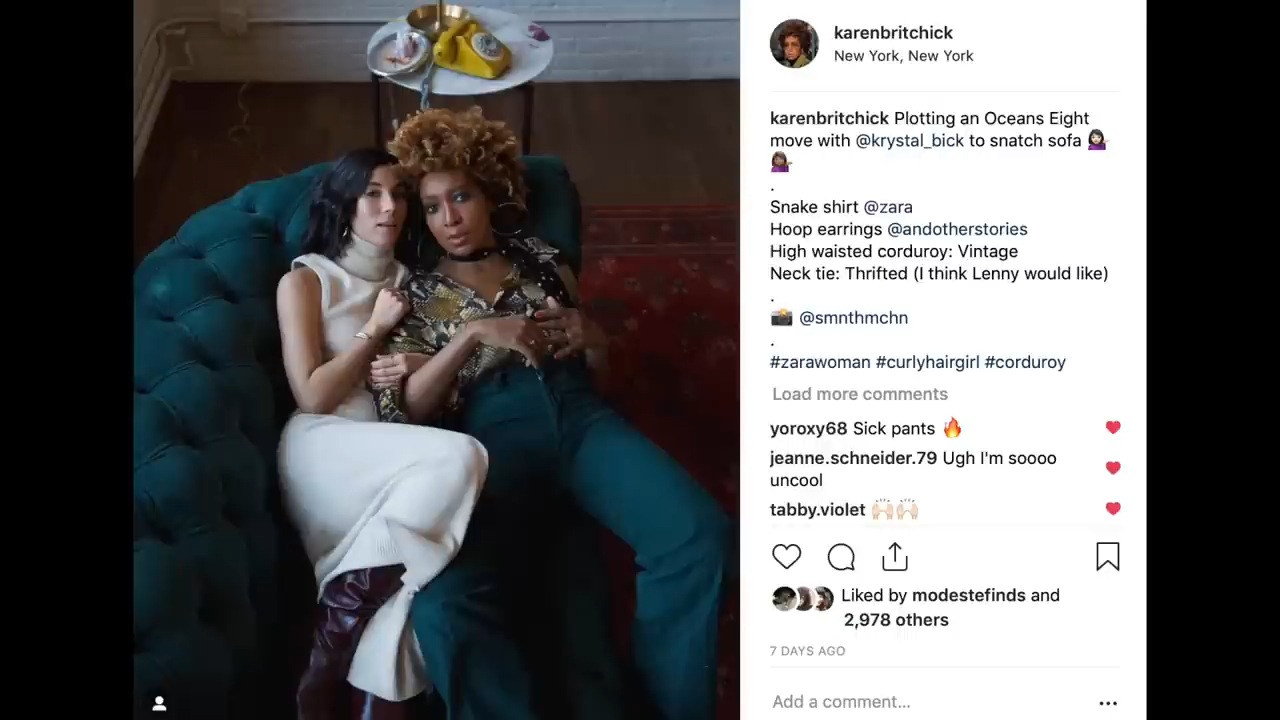 karenbritchick
New York, New York
karenbritchick Plotting an Oceans Eight
move with @krystal_bick to snatch sofa 💁🏻‍♀️
💁🏽‍♀️
.
Snake shirt @zara
Hoop earrings @andotherstories
High waisted corduroy: Vintage
Neck tie: Thrifted (I think Lenny would like)
.
📸 @smnthmchn
.
#zarawoman #curlyhairgirl #corduroy
Load more comments
yoroxy68 Sick pants 🔥
jeanne.schneider.79 Ugh I'm soooo
uncool
tabby.violet 🙌🏻🙌🏻
Liked by modestefinds and
2,978 others
7 DAYS AGO
Add a comment...